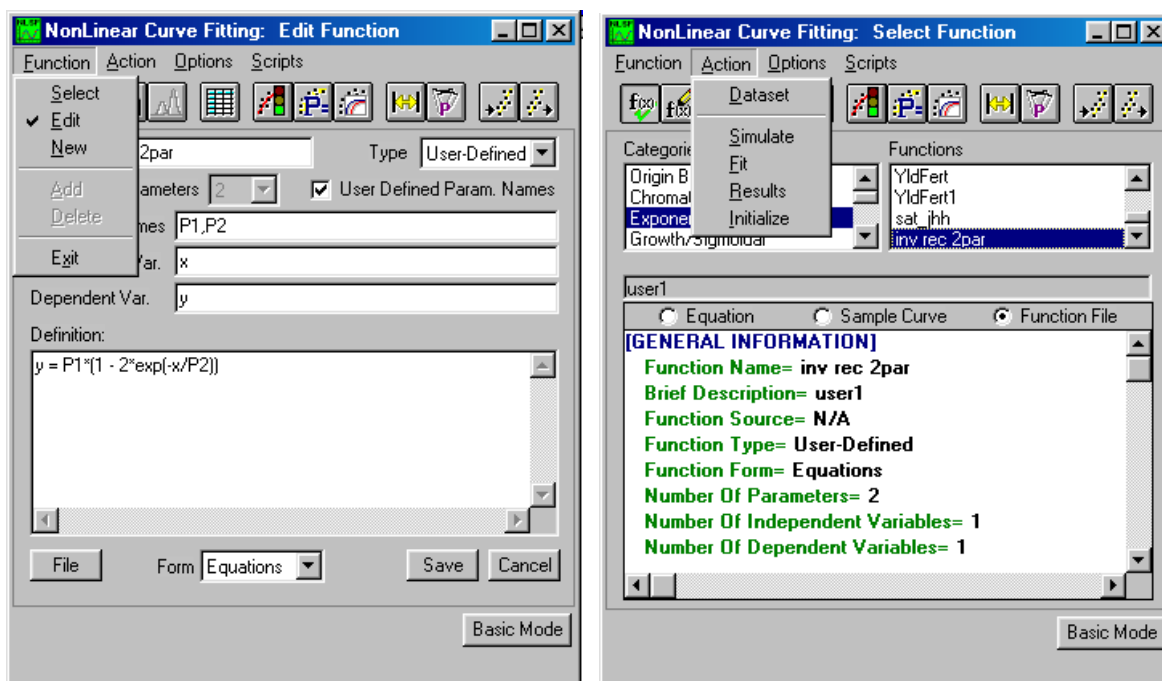 NonLinear Curve Fitting: Edit Function
Function Action Options Scripts
Select
Edit
New
Add
Delete
Exit
2par Type User-Defined
ameters 2 User Defined Param. Names
mes P1,P2
Var. x
Dependent Var. y
Definition:
y = P1*(1 - 2*exp(-x/P2))
File Form Equations Save Cancel
Basic Mode
NonLinear Curve Fitting: Select Function
Function Action Options Scripts
Dataset
Simulate
Fit
Results
Initialize
Categorie Functions
Origin B YldFert
Chromat YldFert1
Exponer sat_jhh
Growth/Sigmoidal inv rec 2par
user1
Equation Sample Curve Function File
[GENERAL INFORMATION]
Function Name= inv rec 2par
Brief Description= user1
Function Source= N/A
Function Type= User-Defined
Function Form= Equations
Number Of Parameters= 2
Number Of Independent Variables= 1
Number Of Dependent Variables= 1
Basic Mode